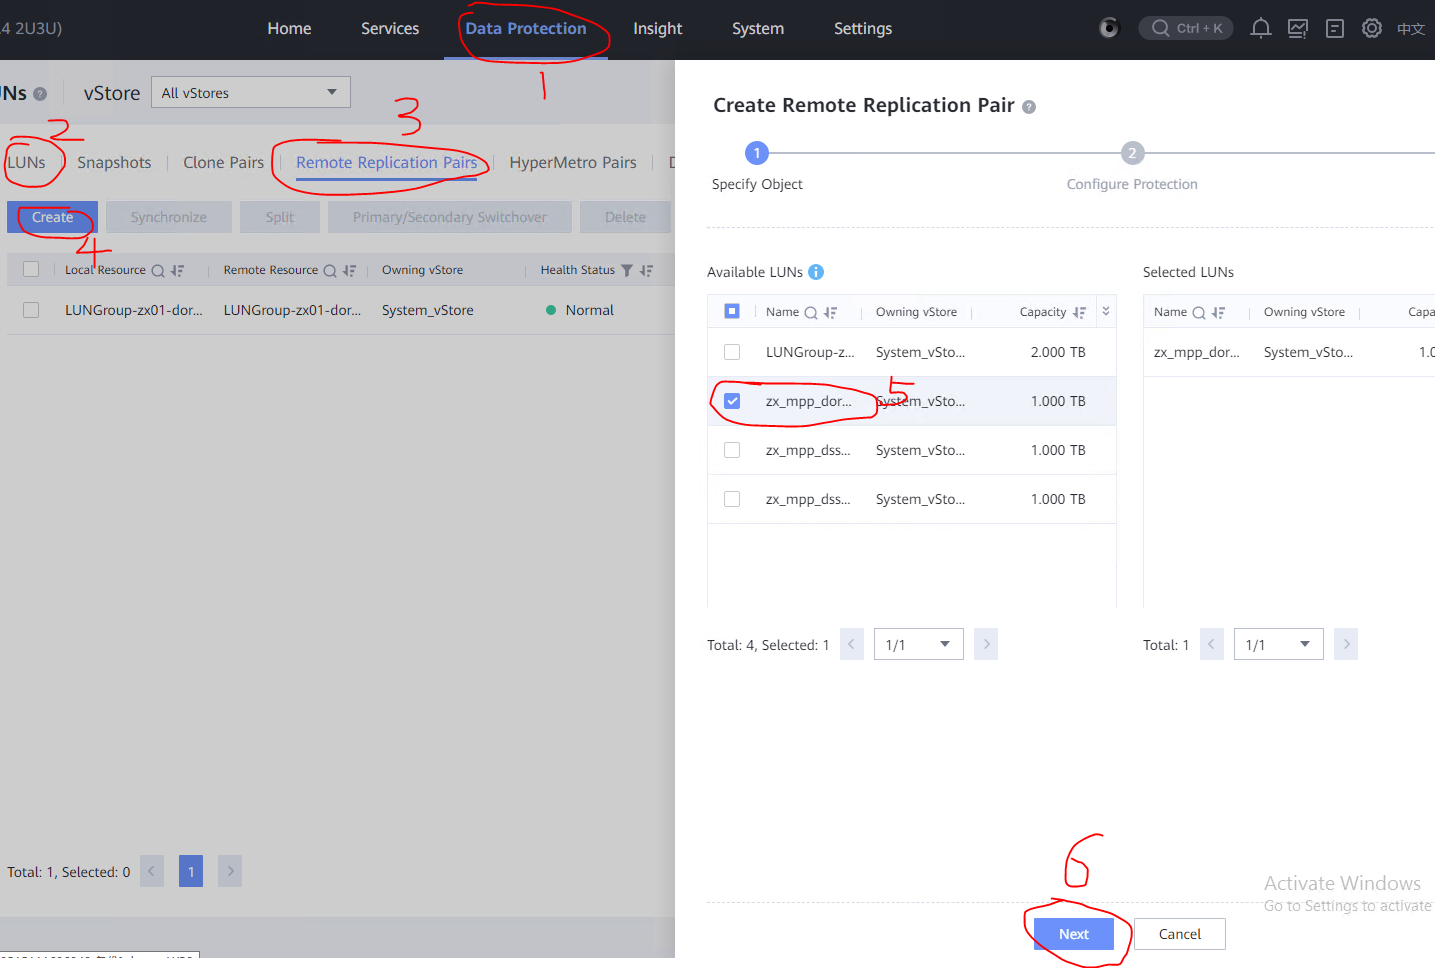 .4 2U3U)
Home
Services
Data Protection
Insight
System
Settings
Ctrl + K
中文
1
vStore
All vStores
2
3
LUNs
Snapshots
Clone Pairs
Remote Replication Pairs
HyperMetro Pairs
Create
Synchronize
Split
Primary/Secondary Switchover
Delete
4
Local Resource
Remote Resource
Owning vStore
Health Status
LUNGroup-zx01-dor...
LUNGroup-zx01-dor...
System_vStore
Normal
Total: 1, Selected: 0
1
Create Remote Replication Pair
1
2
Specify Object
Configure Protection
Available LUNs
Name
Owning vStore
Capacity
LUNGroup-z...
System_vSto...
2.000 TB
5
zx_mpp_dor...
System_vSto...
1.000 TB
zx_mpp_dss...
System_vSto...
1.000 TB
zx_mpp_dss...
System_vSto...
1.000 TB
Total: 4, Selected: 1
1/1
Selected LUNs
Name
Owning vStore
Capa
zx_mpp_dor...
System_vSto...
1.0
Total: 1
1/1
6
Next
Cancel
Activate Windows
Go to Settings to activate